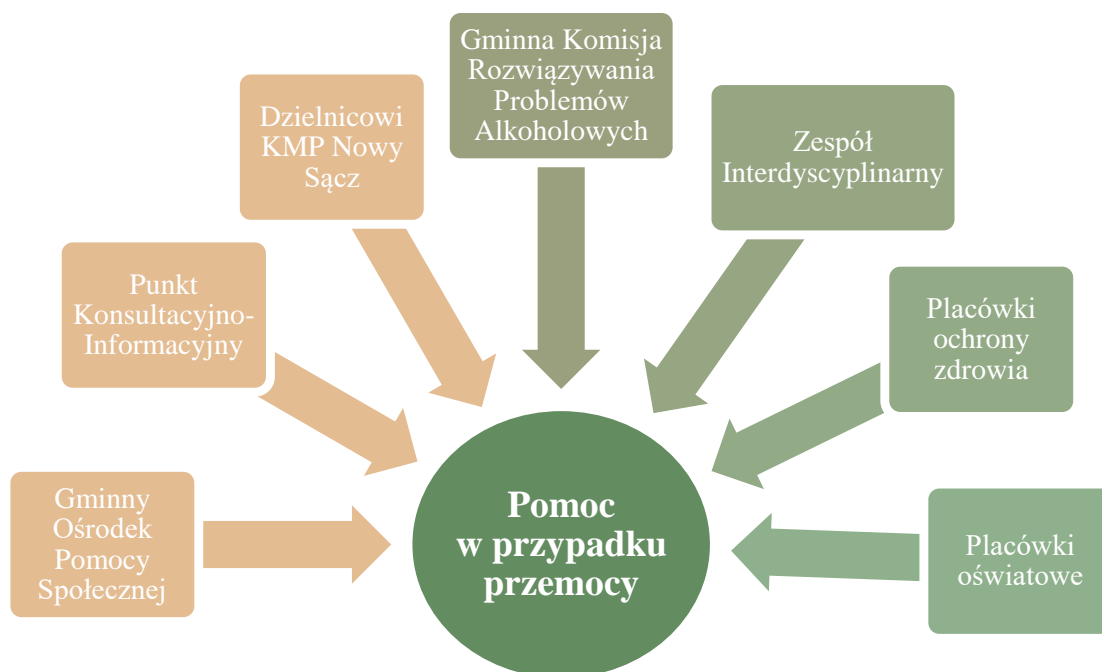 Gminna Komisja
Rozwiązywania
Problemów
Alkoholowych
Dzielnicowi
KMP Nowy
Sącz
Zespół
Interdyscyplinarny
Punkt
Konsultacyjno-
Informacyjny
Placówki
ochrony
zdrowia
Gminny
Ośrodek
Pomocy
Społecznej
Pomoc
w przypadku
przemocy
Placówki
oświatowe